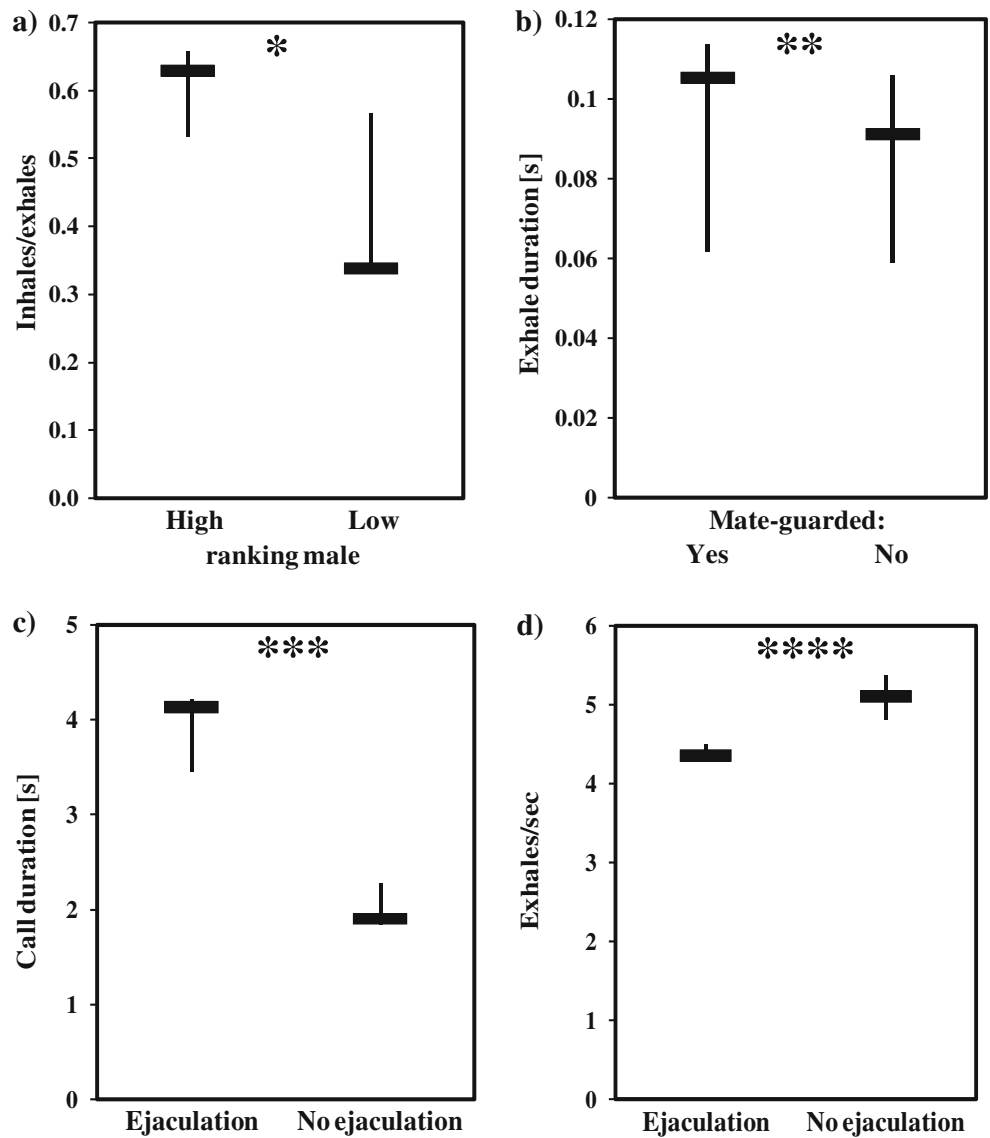 a)
*
Inhales/exhales
0.7
0.6
0.5
0.4
0.3
0.2
0.1
0.0
High Low
ranking male
b)
**
Exhale duration [s]
0.12
0.1
0.08
0.06
0.04
0.02
0
Mate-guarded:
Yes No
c)
***
Call duration [s]
5
4
3
2
1
0
Ejaculation No ejaculation
d)
****
Exhales/sec
6
5
4
3
2
1
0
Ejaculation No ejaculation